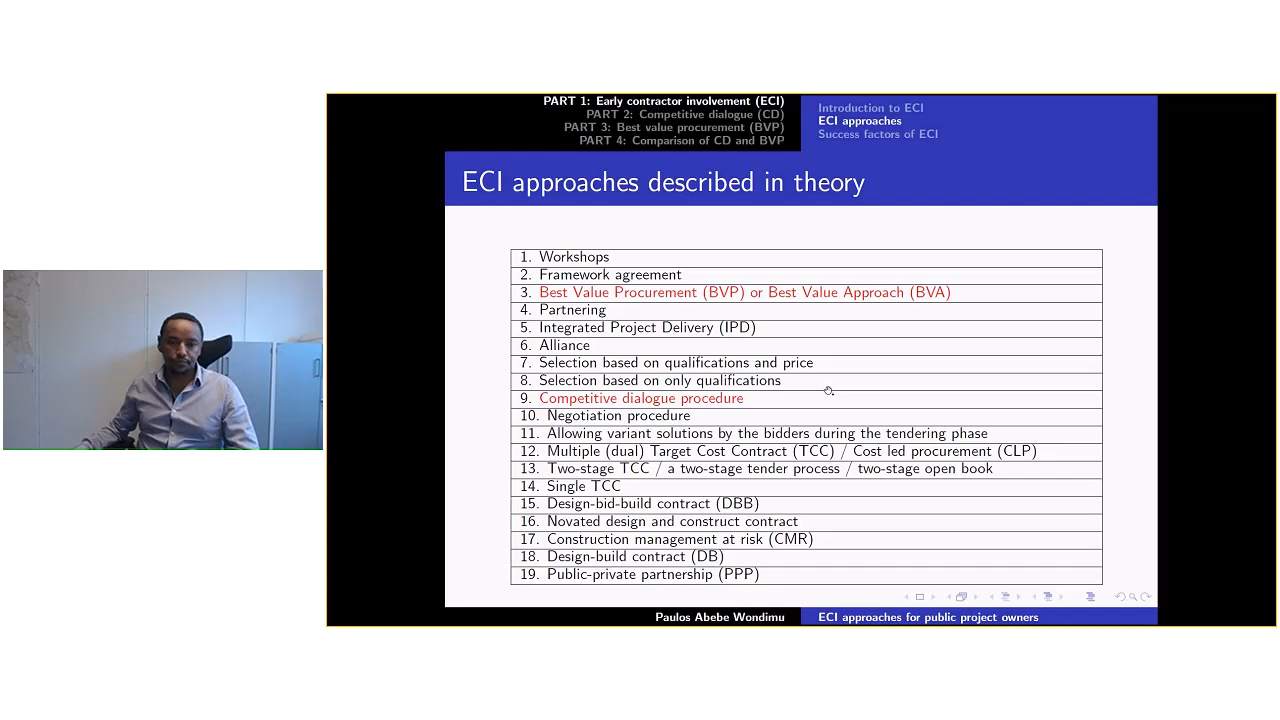 PART 1: Early contractor involvement (ECI)
PART 2: Competitive dialogue (CD)
PART 3: Best value procurement (BVP)
PART 4: Comparison of CD and BVP
Introduction to ECI
ECI approaches
Success factors of ECI
ECI approaches described in theory
1. Workshops
2. Framework agreement
3. Best Value Procurement (BVP) or Best Value Approach (BVA)
4. Partnering
5. Integrated Project Delivery (IPD)
6. Alliance
7. Selection based on qualifications and price
8. Selection based on only qualifications
9. Competitive dialogue procedure
10. Negotiation procedure
11. Allowing variant solutions by the bidders during the tendering phase
12. Multiple (dual) Target Cost Contract (TCC) / Cost led procurement (CLP)
13. Two-stage TCC / a two-stage tender process / two-stage open book
14. Single TCC
15. Design-bid-build contract (DBB)
16. Novated design and construct contract
17. Construction management at risk (CMR)
18. Design-build contract (DB)
19. Public-private partnership (PPP)
Paulos Abebe Wondimu
ECI approaches for public project owners